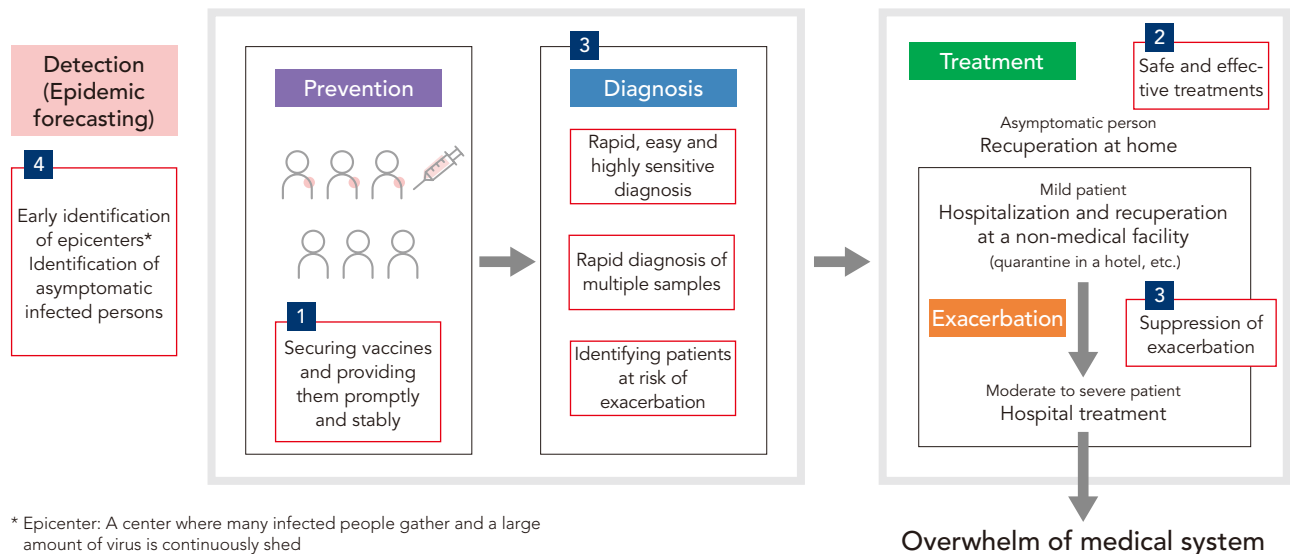 Detection
(Epidemic
forecasting)
4
Early identification
of epicenters*
Identification of
asymptomatic
infected persons
Prevention
1
Securing vaccines
and providing
them promptly
and stably
3
Diagnosis
Rapid, easy and
highly sensitive
diagnosis
Rapid diagnosis of
multiple samples
Identifying patients
at risk of
exacerbation
Treatment
2
Safe and effec-
tive treatments
Asymptomatic person
Recuperation at home
Mild patient
Hospitalization and recuperation
at a non-medical facility
(quarantine in a hotel, etc.)
Exacerbation
3
Suppression of
exacerbation
Moderate to severe patient
Hospital treatment
Overwhelm of medical system
* Epicenter: A center where many infected people gather and a large
amount of virus is continuously shed